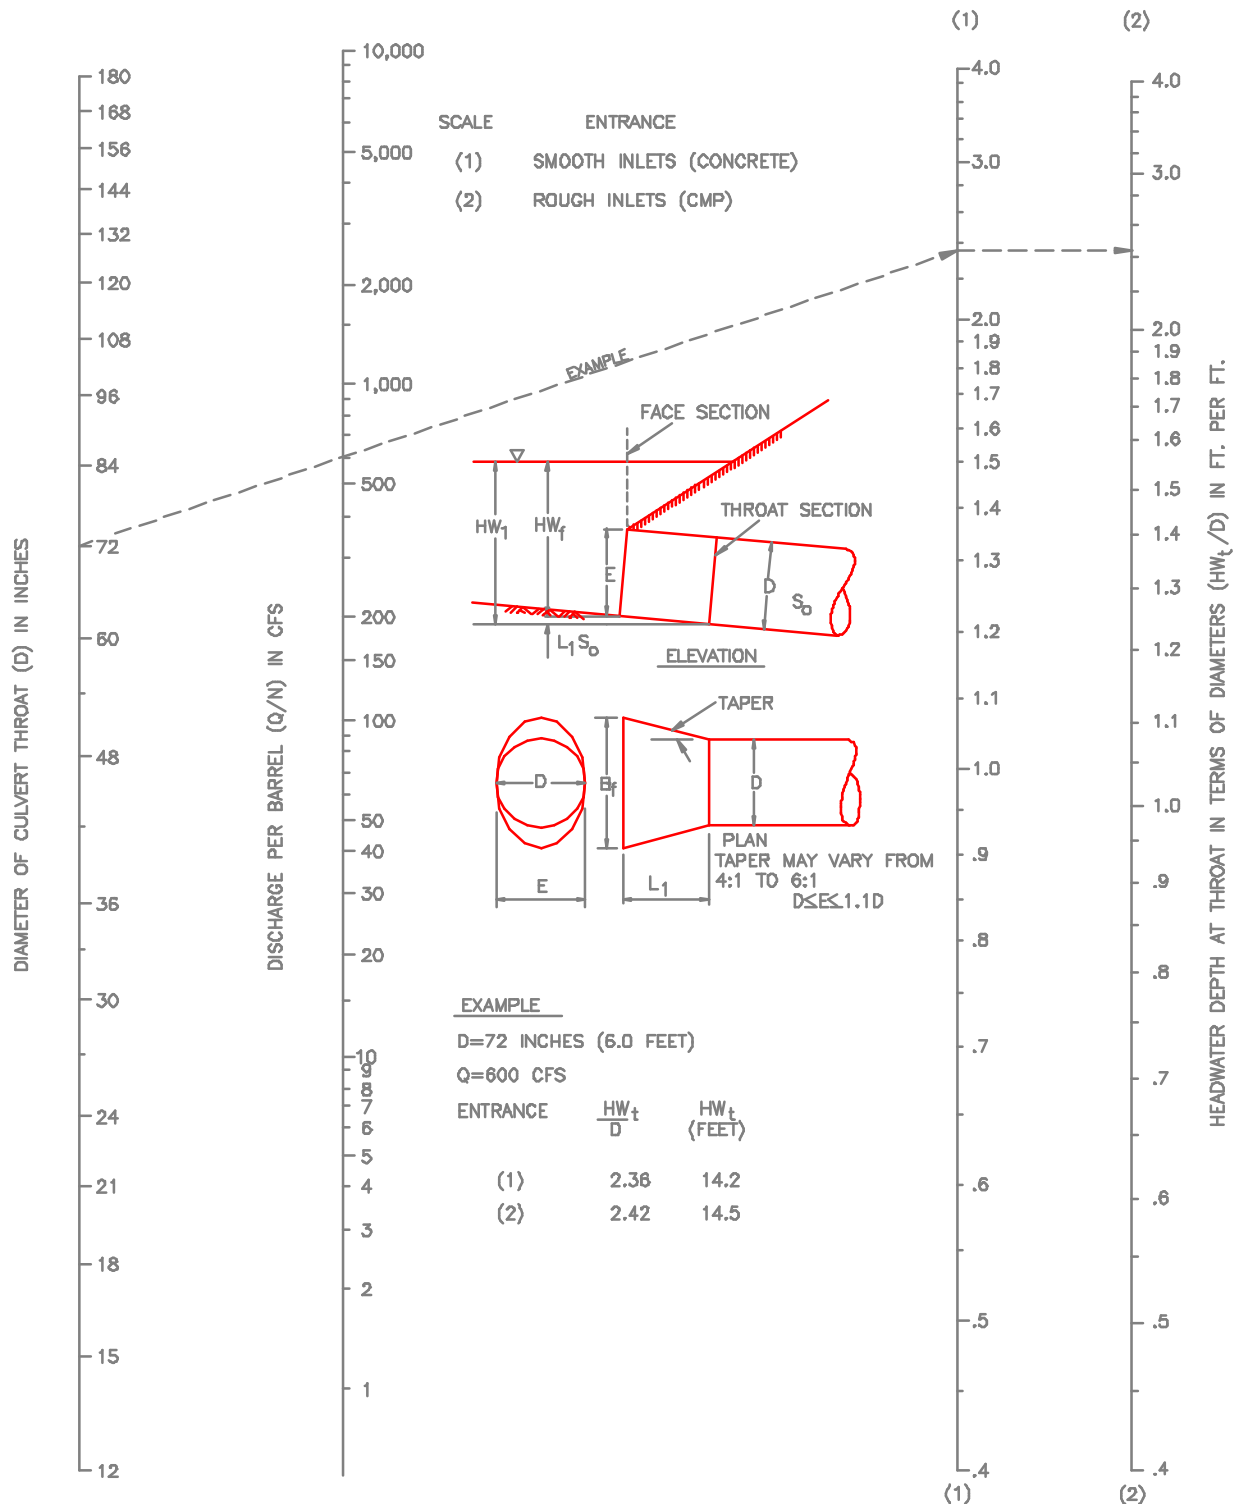 (1)
(2)
SCALE ENTRANCE
(1) SMOOTH INLETS (CONCRETE)
(2) ROUGH INLETS (CMP)
DIAMETER OF CULVERT THROAT (D) IN INCHES
180
168
156
144
132
120
108
96
84
72
60
48
36
30
24
21
18
15
12
DISCHARGE PER BARREL (Q/N) IN CFS
10,000
5,000
2,000
1,000
500
200
150
100
50
40
30
20
10
9
8
7
6
5
4
3
2
1
EXAMPLE
FACE SECTION
HW1
HWf
THROAT SECTION
E
D
So
L1So
ELEVATION
TAPER
D
Bf
D
PLAN
TAPER MAY VARY FROM
4:1 TO 6:1
D≤E≤1.1D
E
L1
EXAMPLE
D=72 INCHES (6.0 FEET)
Q=600 CFS
ENTRANCE HWt/D HWt (FEET)
(1) 2.36 14.2
(2) 2.42 14.5
4.0
3.0
2.0
1.9
1.8
1.7
1.6
1.5
1.4
1.3
1.2
1.1
1.0
.9
.8
.7
.6
.5
.4
(1)
4.0
3.0
2.0
1.9
1.8
1.7
1.6
1.5
1.4
1.3
1.2
1.1
1.0
.9
.8
.7
.6
.5
.4
(2)
HEADWATER DEPTH AT THROAT IN TERMS OF DIAMETERS (HWt/D) IN FT. PER FT.